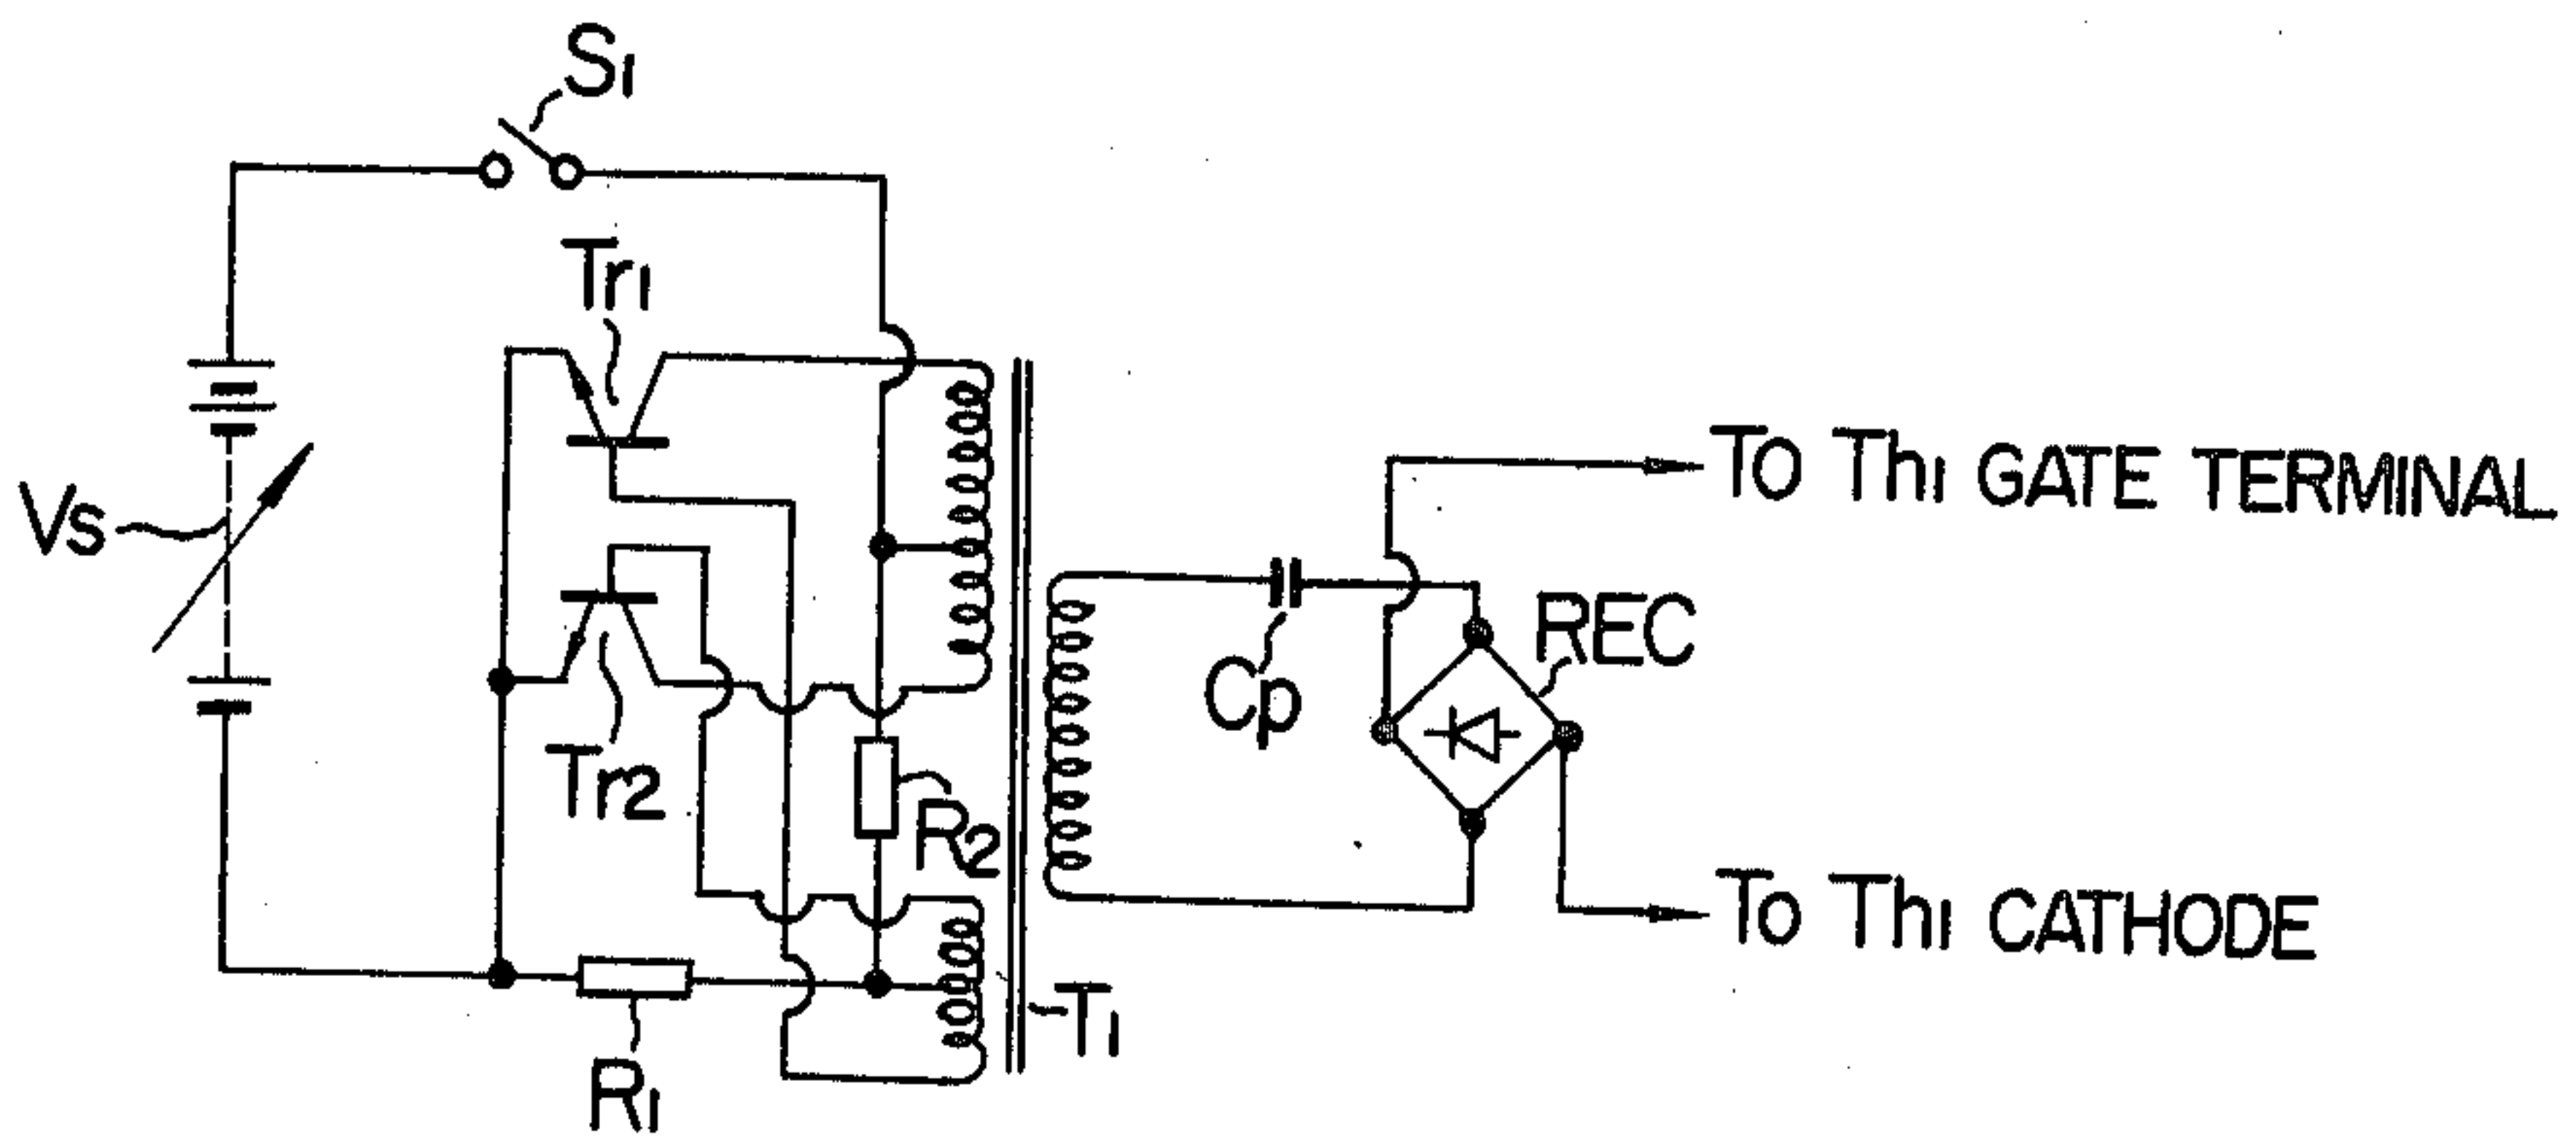 S1
Tr1
Vs
To Th1 GATE TERMINAL
REC
Cp
Tr2
R2
To Th1 CATHODE
T1
R1